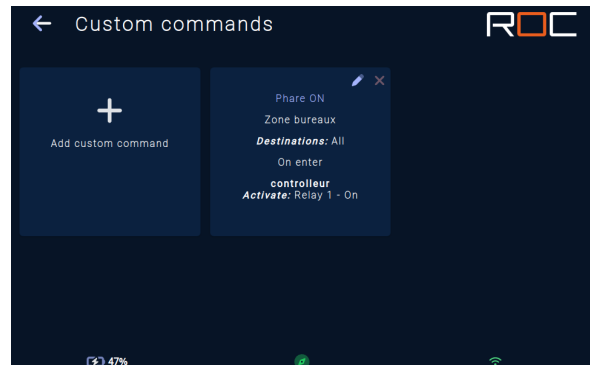 Custom commands
ROC
Add custom command
Phare ON
Zone bureaux
Destinations: All
On enter
controlleur
Activate: Relay 1 - On
47%